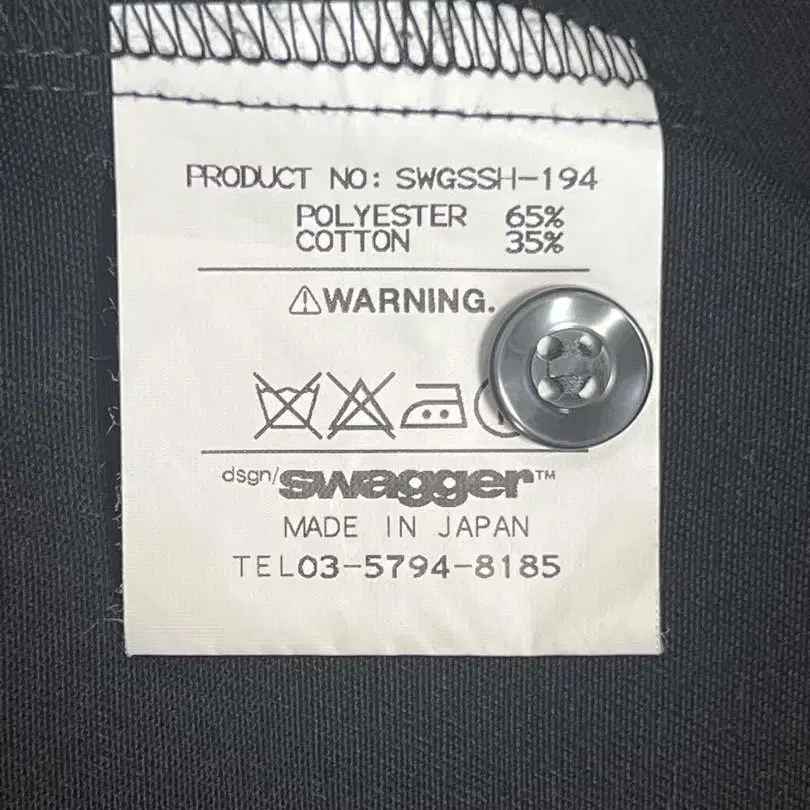 PRODUCT NO: SWGSSH-194
POLYESTER 65%
COTTON 35%
⚠WARNING.
dsgn/swagger™
MADE IN JAPAN
TEL03-5794-8185